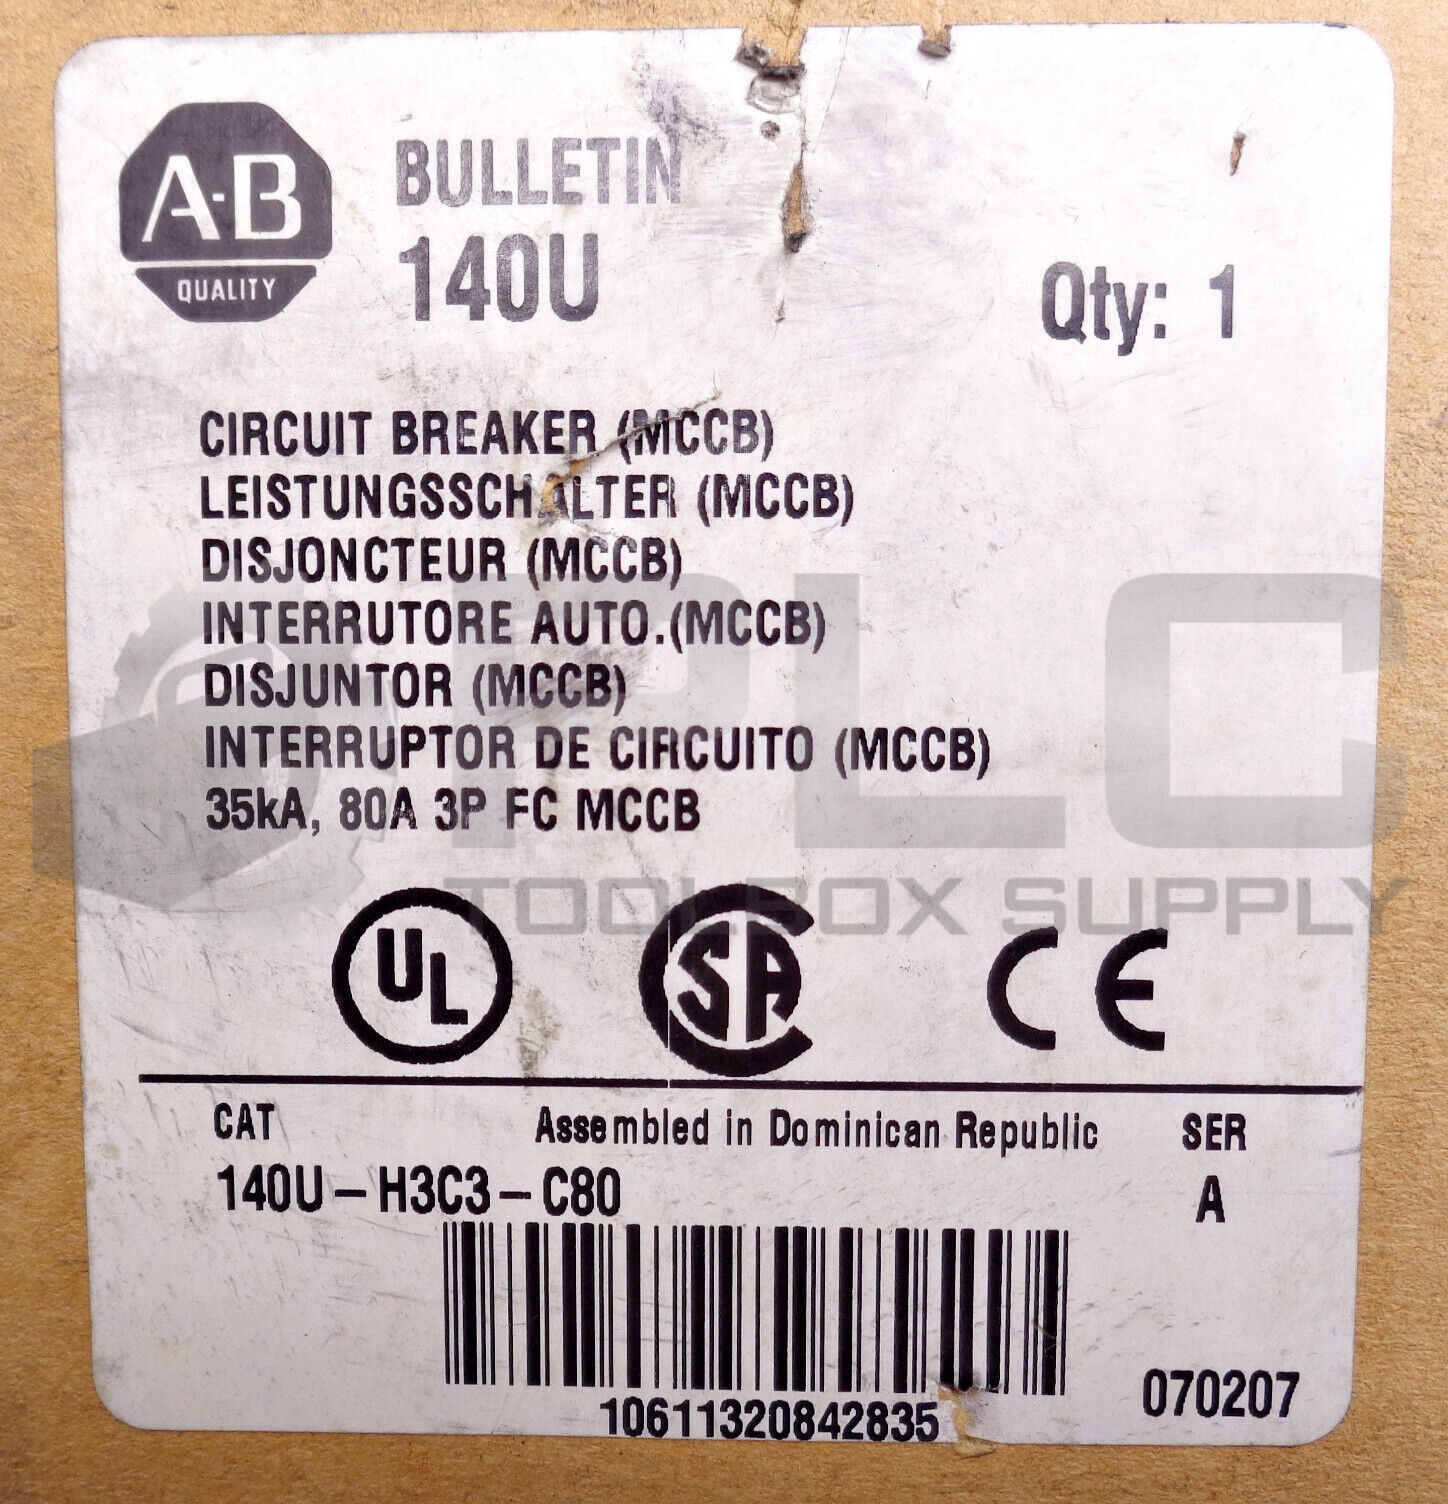 A-B
QUALITY
BULLETIN
140U
Qty: 1
CIRCUIT BREAKER (MCCB)
LEISTUNGSSCHALTER (MCCB)
DISJONCTEUR (MCCB)
INTERRUTORE AUTO.(MCCB)
DISJUNTOR (MCCB)
INTERRUPTOR DE CIRCUITO (MCCB)
35kA, 80A 3P FC MCCB
PLC
TOOLBOX SUPPLY
UL
CSA
CE
CAT
Assembled in Dominican Republic
SER
140U-H3C3-C80
A
10611320842835
070207